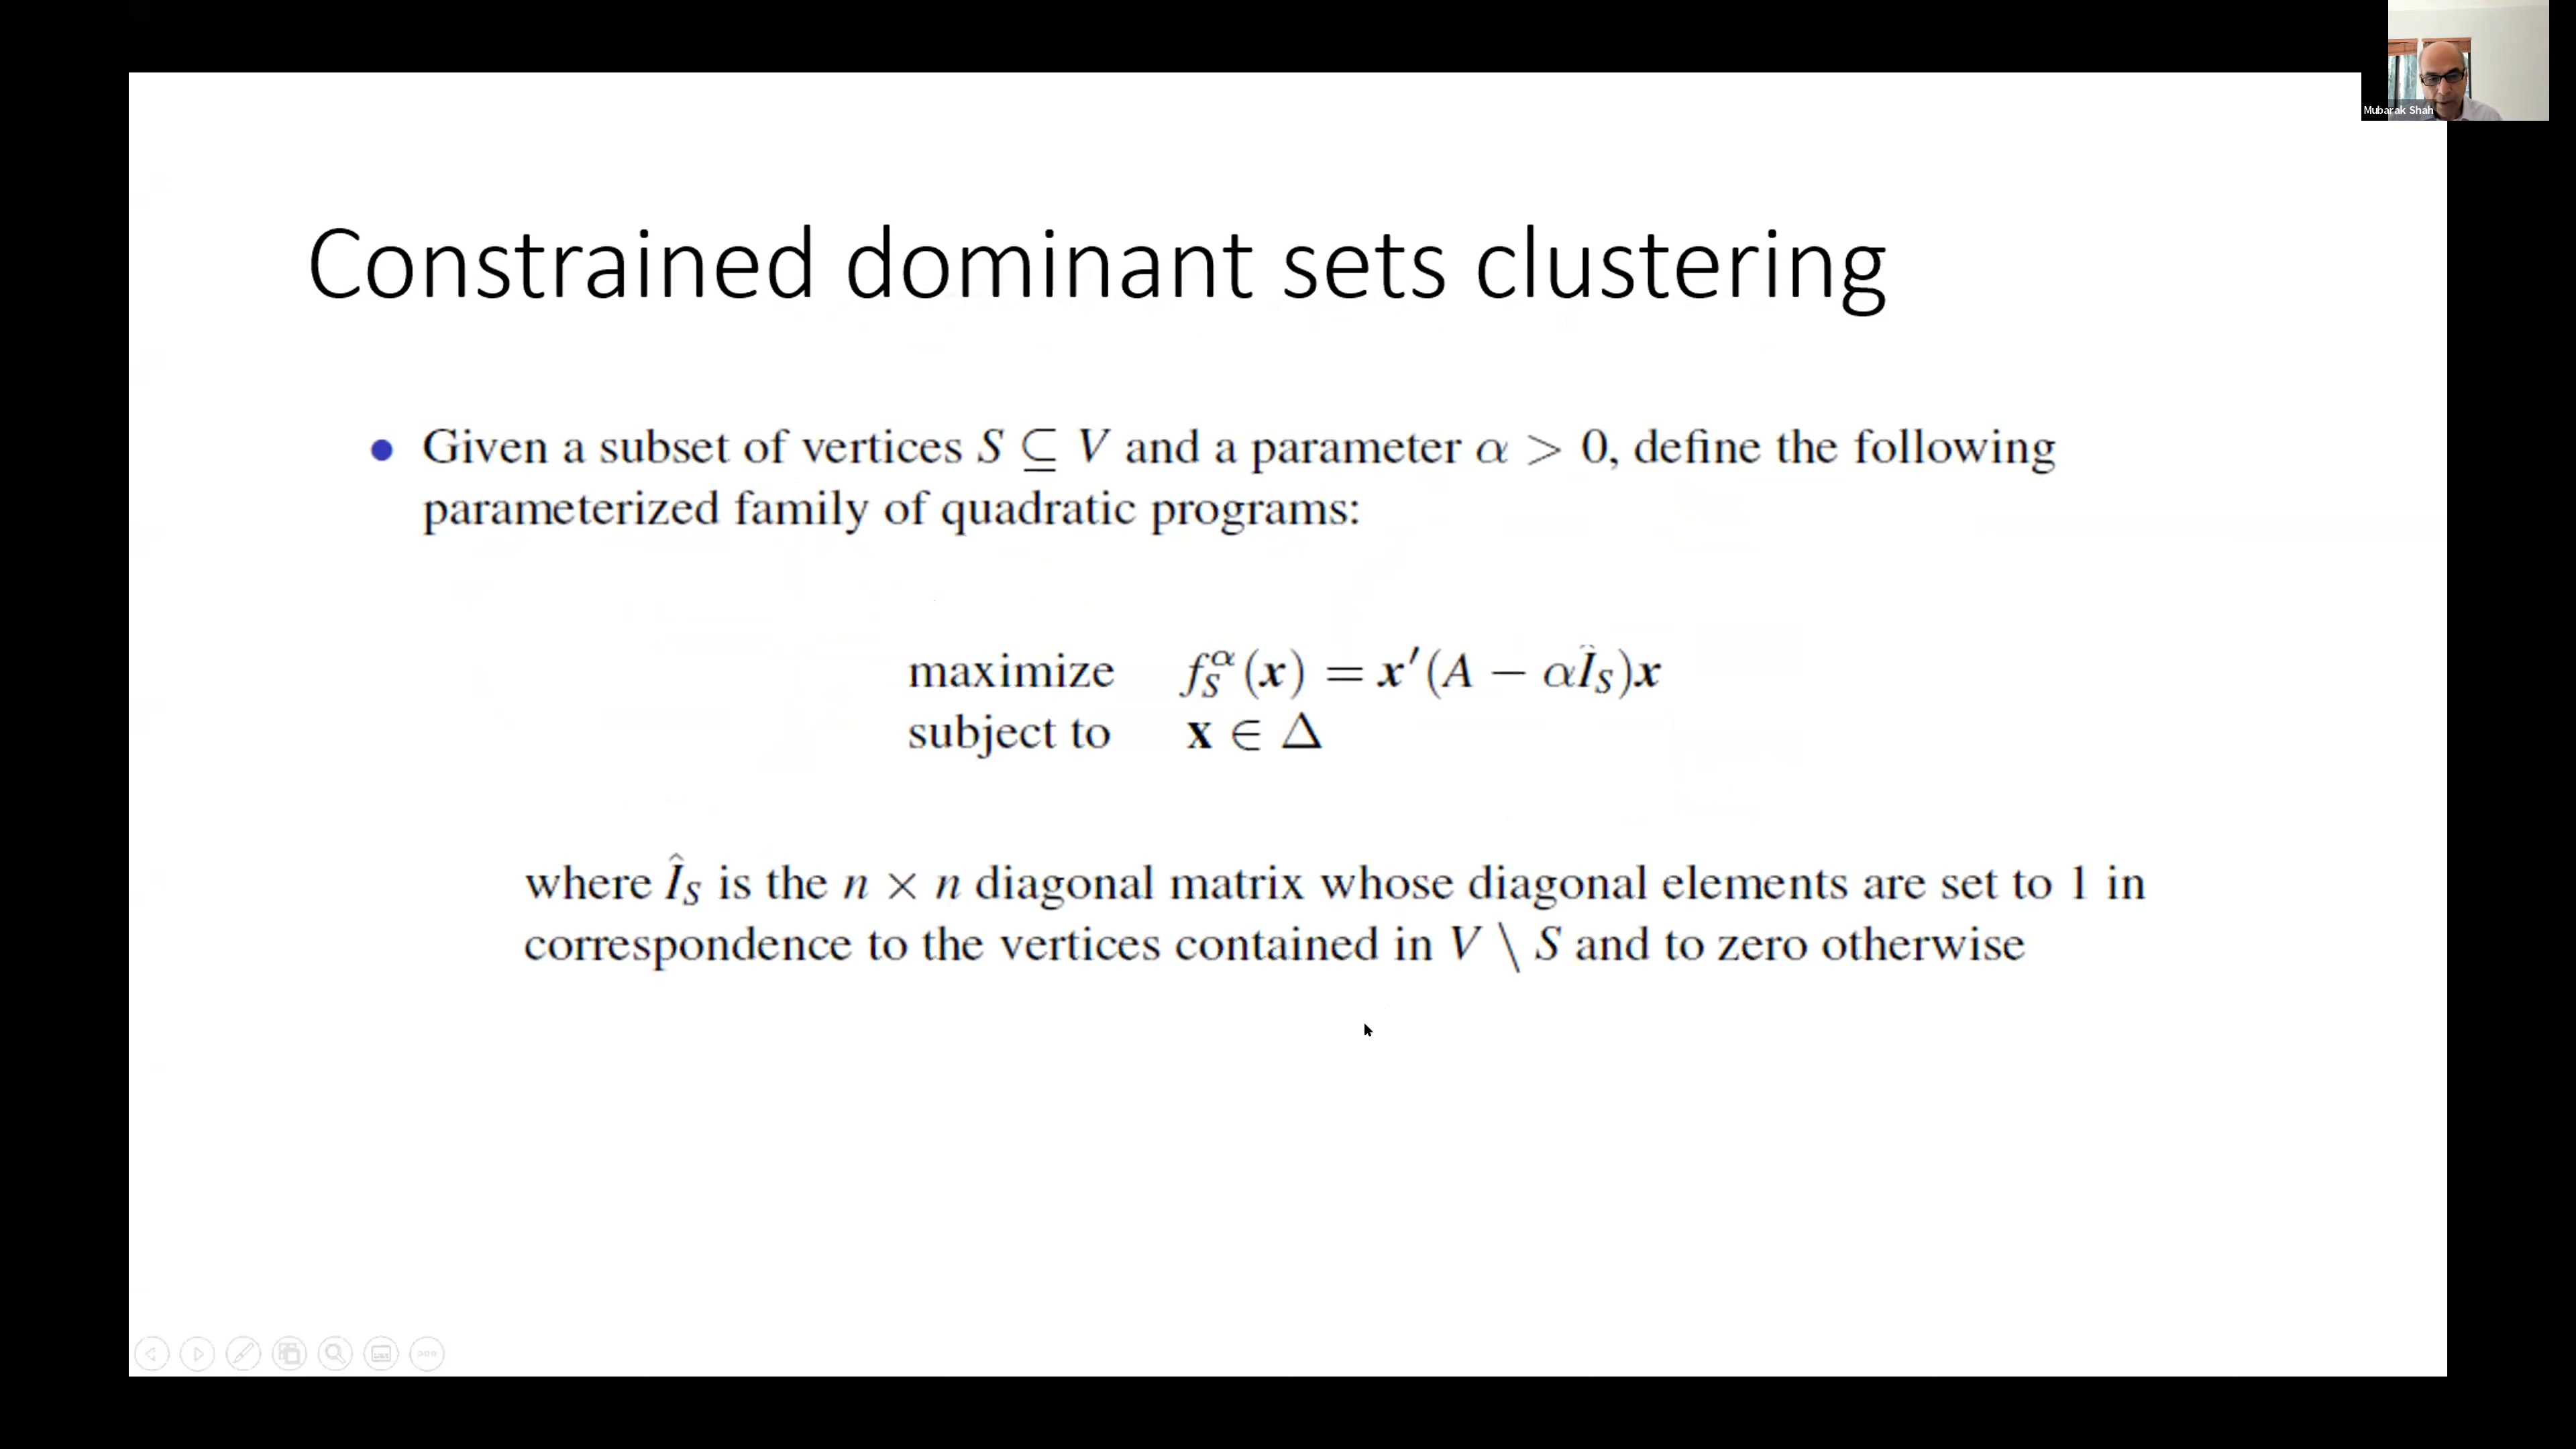 Mubarak Shah
Constrained dominant sets clustering
• Given a subset of vertices S ⊆ V and a parameter α > 0, define the following
parameterized family of quadratic programs:
maximize f_S^α(x) = x′(A − αÎ_S)x
subject to x ∈ Δ
where Î_S is the n × n diagonal matrix whose diagonal elements are set to 1 in
correspondence to the vertices contained in V \ S and to zero otherwise